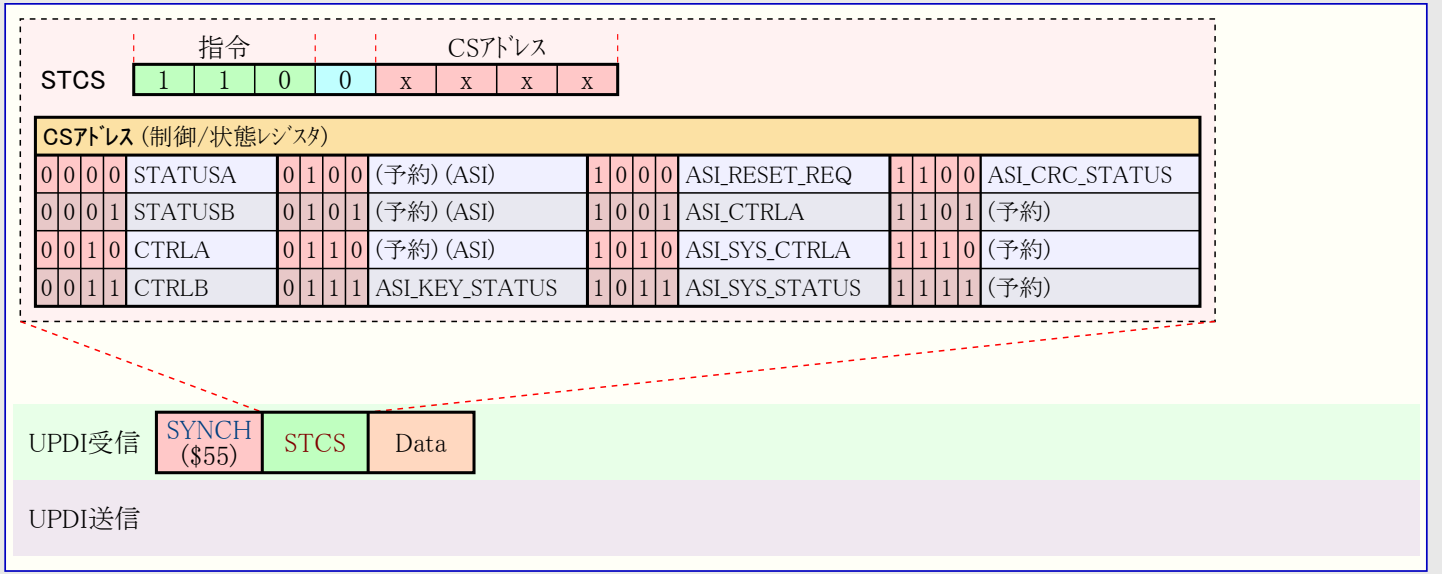 指令 CSアドレス
STCS 1 1 0 0 x x x x
CSアドレス (制御/状態レジスタ)
0 0 0 0 STATUSA 0 1 0 0 (予約) (ASI) 1 0 0 0 ASI_RESET_REQ 1 1 0 0 ASI_CRC_STATUS
0 0 0 1 STATUSB 0 1 0 1 (予約) (ASI) 1 0 0 1 ASI_CTRLA 1 1 0 1 (予約)
0 0 1 0 CTRLA 0 1 1 0 (予約) (ASI) 1 0 1 0 ASI_SYS_CTRLA 1 1 1 0 (予約)
0 0 1 1 CTRLB 0 1 1 1 ASI_KEY_STATUS 1 0 1 1 ASI_SYS_STATUS 1 1 1 1 (予約)
UPDI受信 SYNCH ($55) STCS Data
UPDI送信